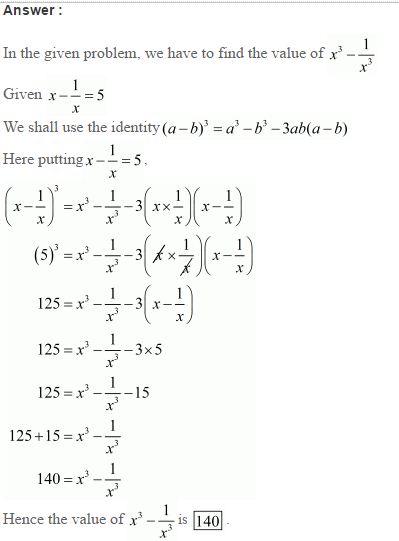 Answer :
In the given problem, we have to find the value of x³ − 1/x³
Given x − 1/x = 5
We shall use the identity (a − b)³ = a³ − b³ − 3ab(a − b)
Here putting x − 1/x = 5 ,
(x − 1/x)³ = x³ − 1/x³ − 3(x × 1/x)(x − 1/x)
(5)³ = x³ − 1/x³ − 3(x × 1/x)(x − 1/x)
125 = x³ − 1/x³ − 3(x − 1/x)
125 = x³ − 1/x³ − 3 × 5
125 = x³ − 1/x³ − 15
125 + 15 = x³ − 1/x³
140 = x³ − 1/x³
Hence the value of x³ − 1/x³ is 140 .